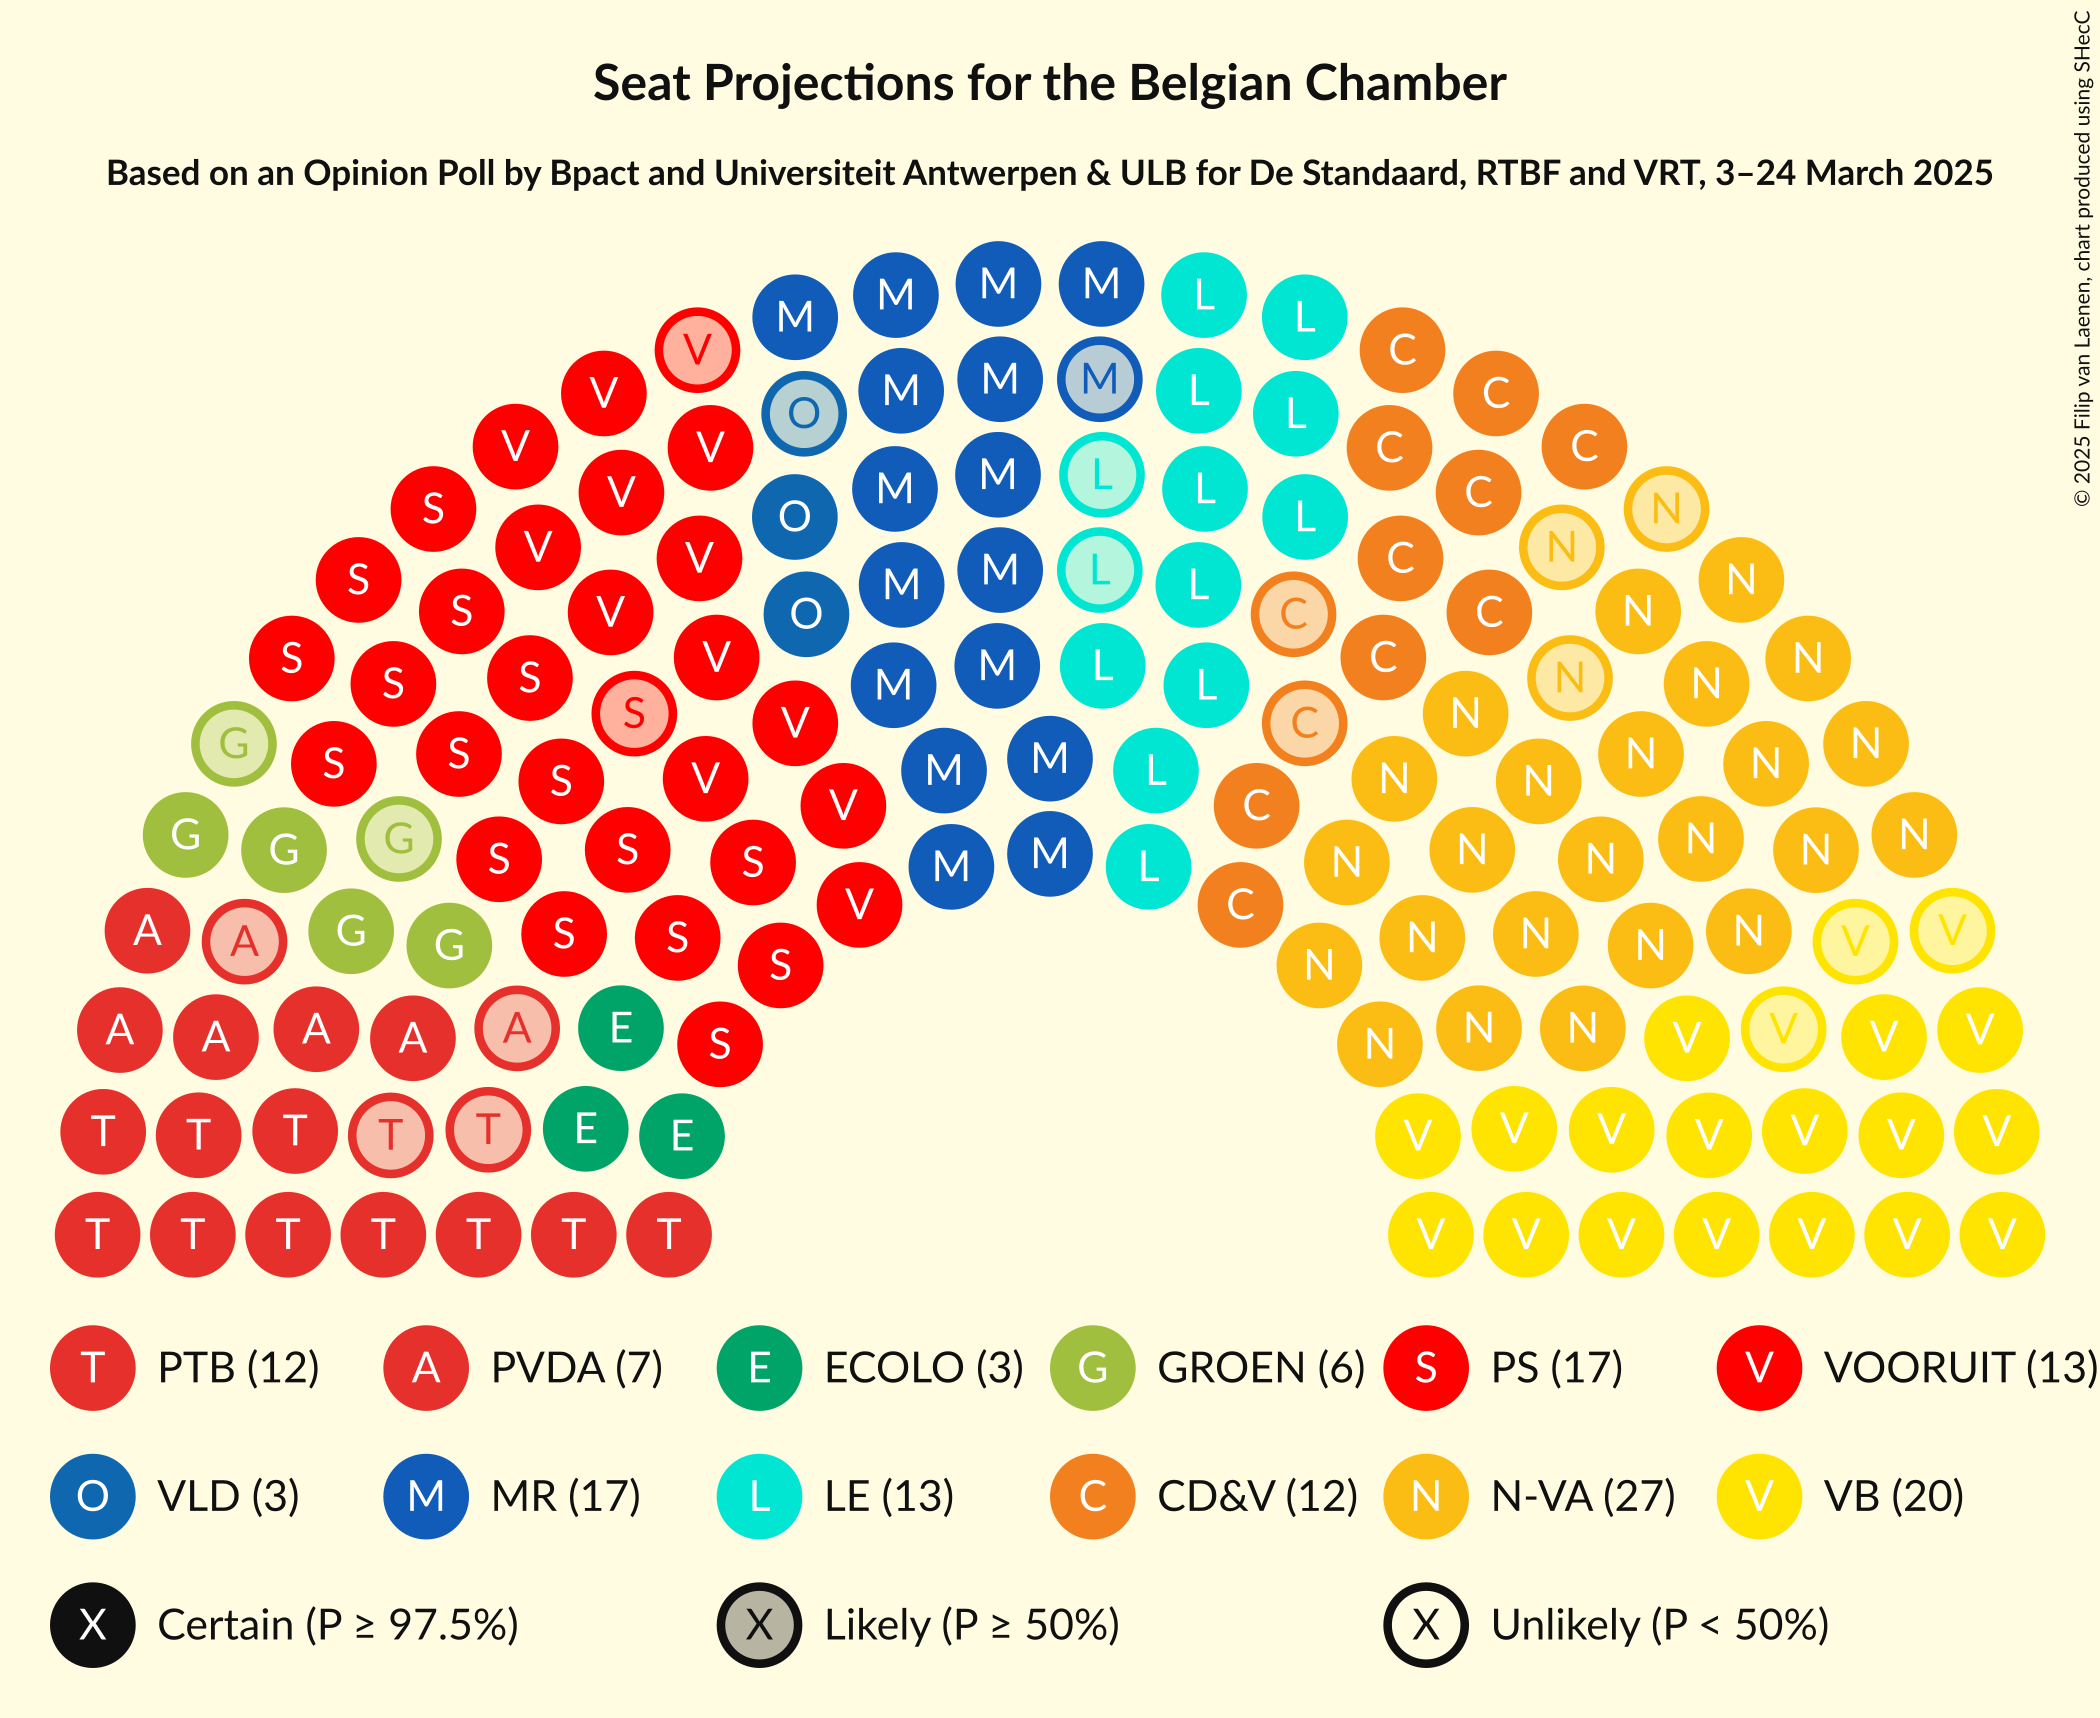 © 2025 Filip van Laenen, chart produced using SHecC
Seat Projections for the Belgian Chamber
Based on an Opinion Poll by Bpact and Universiteit Antwerpen & ULB for De Standaard, RTBF and VRT, 3–24 March 2025
M M M M L L
V C
V O M M M L L C
V V C C
S V O M M L L L C N
S V V M M L L C N N
S V O C C N
S S S V M M L L C N N N
S V C N
G S S S V M M L N N N N N
V C
G G G S S S M M L N N N N N N
V C
A A G G S S S N N N N N V V
A A A A A E S N N N V V V V
T T T T T E E V V V V V V V
T T T T T T T V V V V V V V
T PTB (12) A PVDA (7) E ECOLO (3) G GROEN (6) S PS (17) V VOORUIT (13)
O VLD (3) M MR (17) L LE (13) C CD&V (12) N N-VA (27) V VB (20)
X Certain (P ≥ 97.5%) X Likely (P ≥ 50%) X Unlikely (P < 50%)